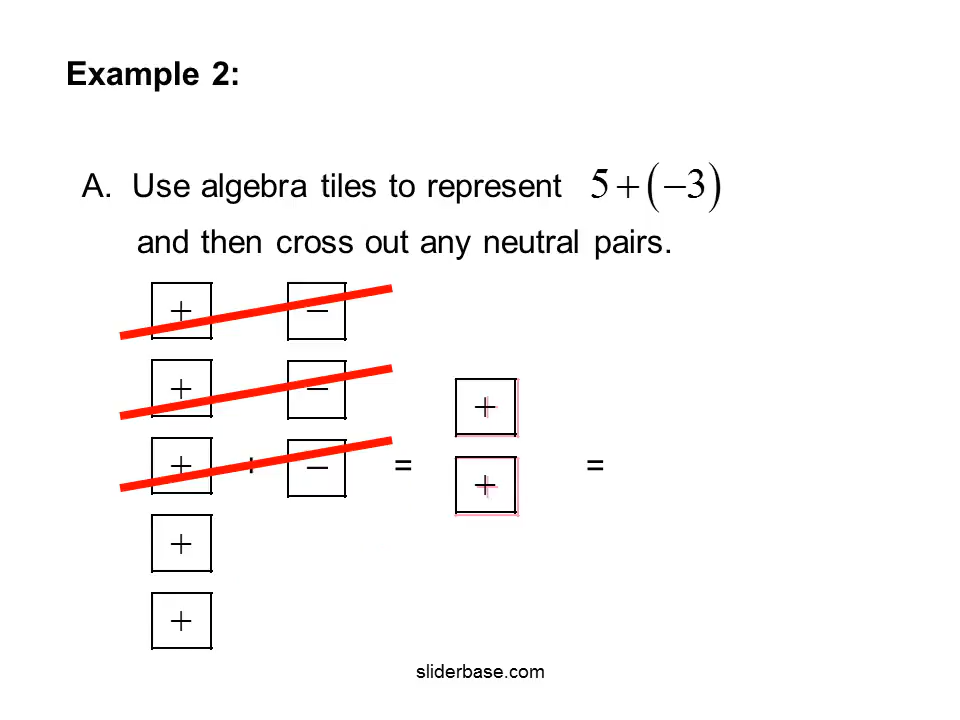 Example 2:
A. Use algebra tiles to represent 5 + (−3)
and then cross out any neutral pairs.
+ −
+ −
+ + − = + + =
+
+
sliderbase.com